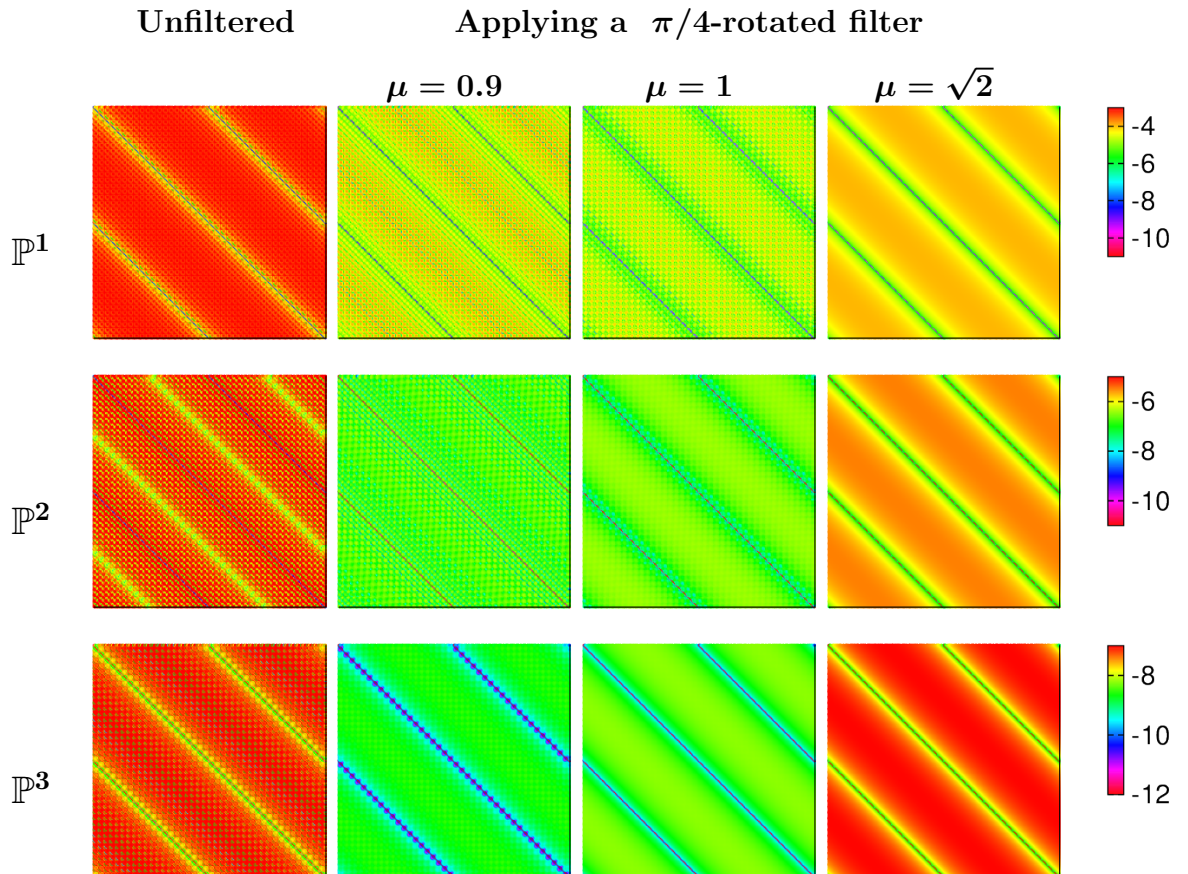 Unfiltered Applying a π/4-rotated filter
μ = 0.9 μ = 1 μ = √2
ℙ¹
-4
-6
-8
-10
ℙ²
-6
-8
-10
ℙ³
-8
-10
-12